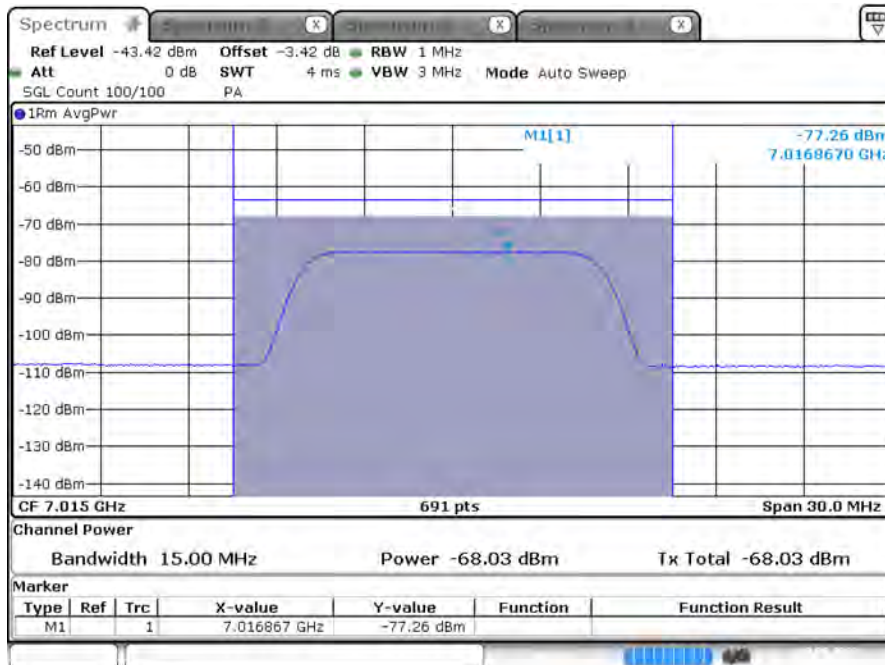 Spectrum
Ref Level -43.42 dBm Offset -3.42 dB RBW 1 MHz
Att 0 dB SWT 4 ms VBW 3 MHz Mode Auto Sweep
SGL Count 100/100 PA
1Rm AvgPwr
M1[1] -77.26 dBm
7.0168670 GHz
-50 dBm
-60 dBm
-70 dBm
-80 dBm
-90 dBm
-100 dBm
-110 dBm
-120 dBm
-130 dBm
-140 dBm
CF 7.015 GHz 691 pts Span 30.0 MHz
Channel Power
Bandwidth 15.00 MHz Power -68.03 dBm Tx Total -68.03 dBm
Marker
Type Ref Trc X-value Y-value Function Function Result
M1 1 7.016867 GHz -77.26 dBm